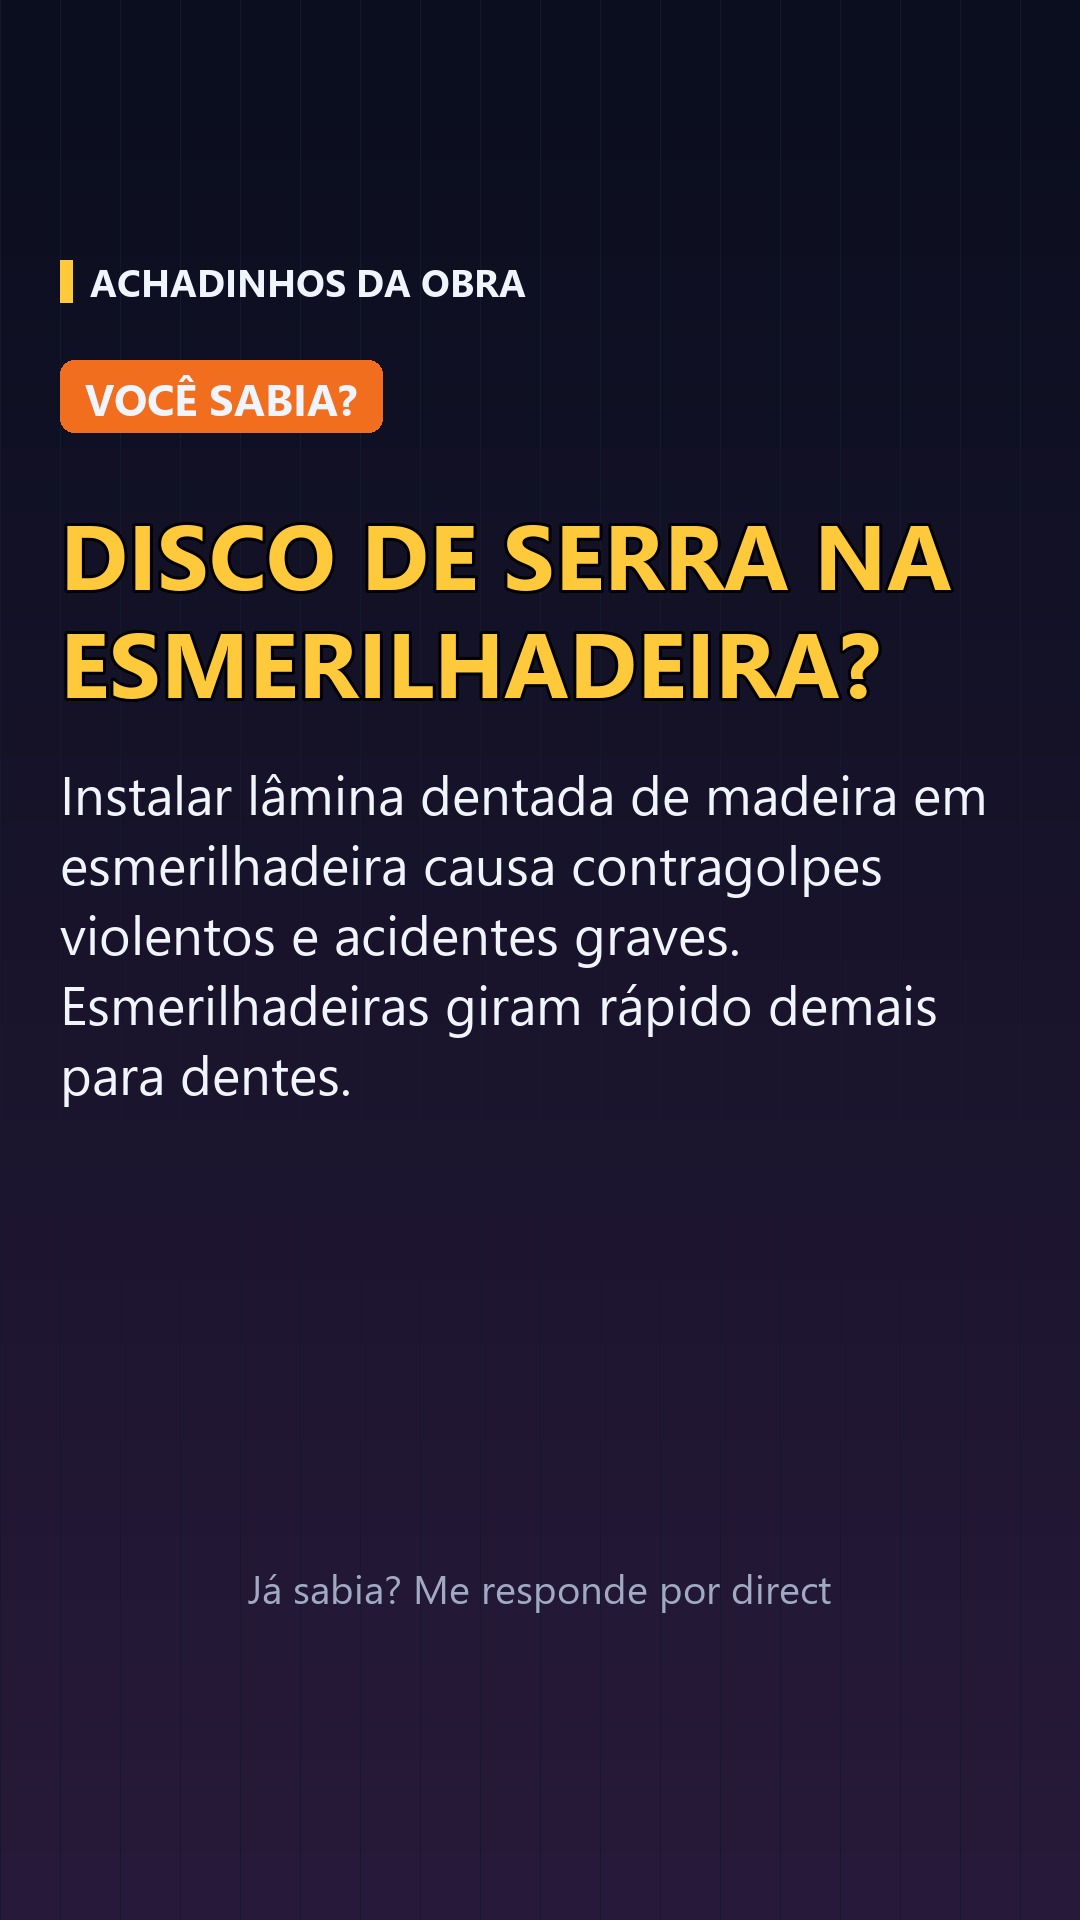 ACHADINHOS DA OBRA
VOCÊ SABIA?
DISCO DE SERRA NA
ESMERILHADEIRA?
Instalar lâmina dentada de madeira em
esmerilhadeira causa contragolpes
violentos e acidentes graves.
Esmerilhadeiras giram rápido demais
para dentes.
Já sabia? Me responde por direct